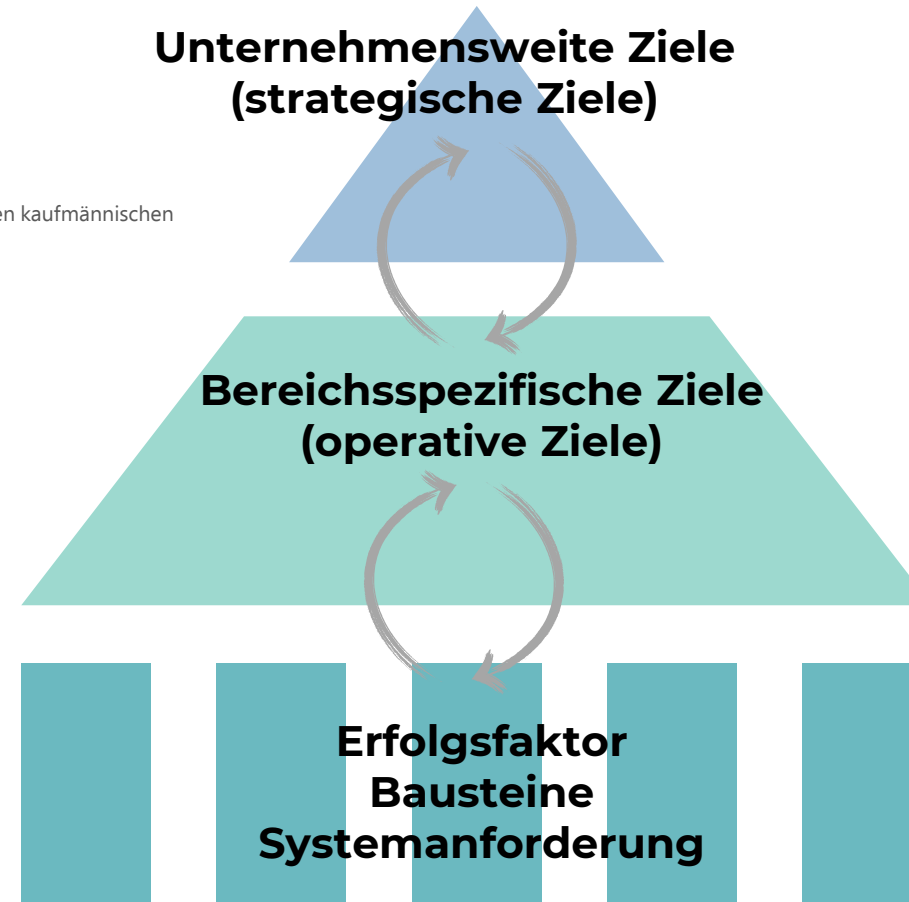 Unternehmensweite Ziele
(strategische Ziele)
en kaufmännischen
Bereichsspezifische Ziele
(operative Ziele)
Erfolgsfaktor
Bausteine
Systemanforderung